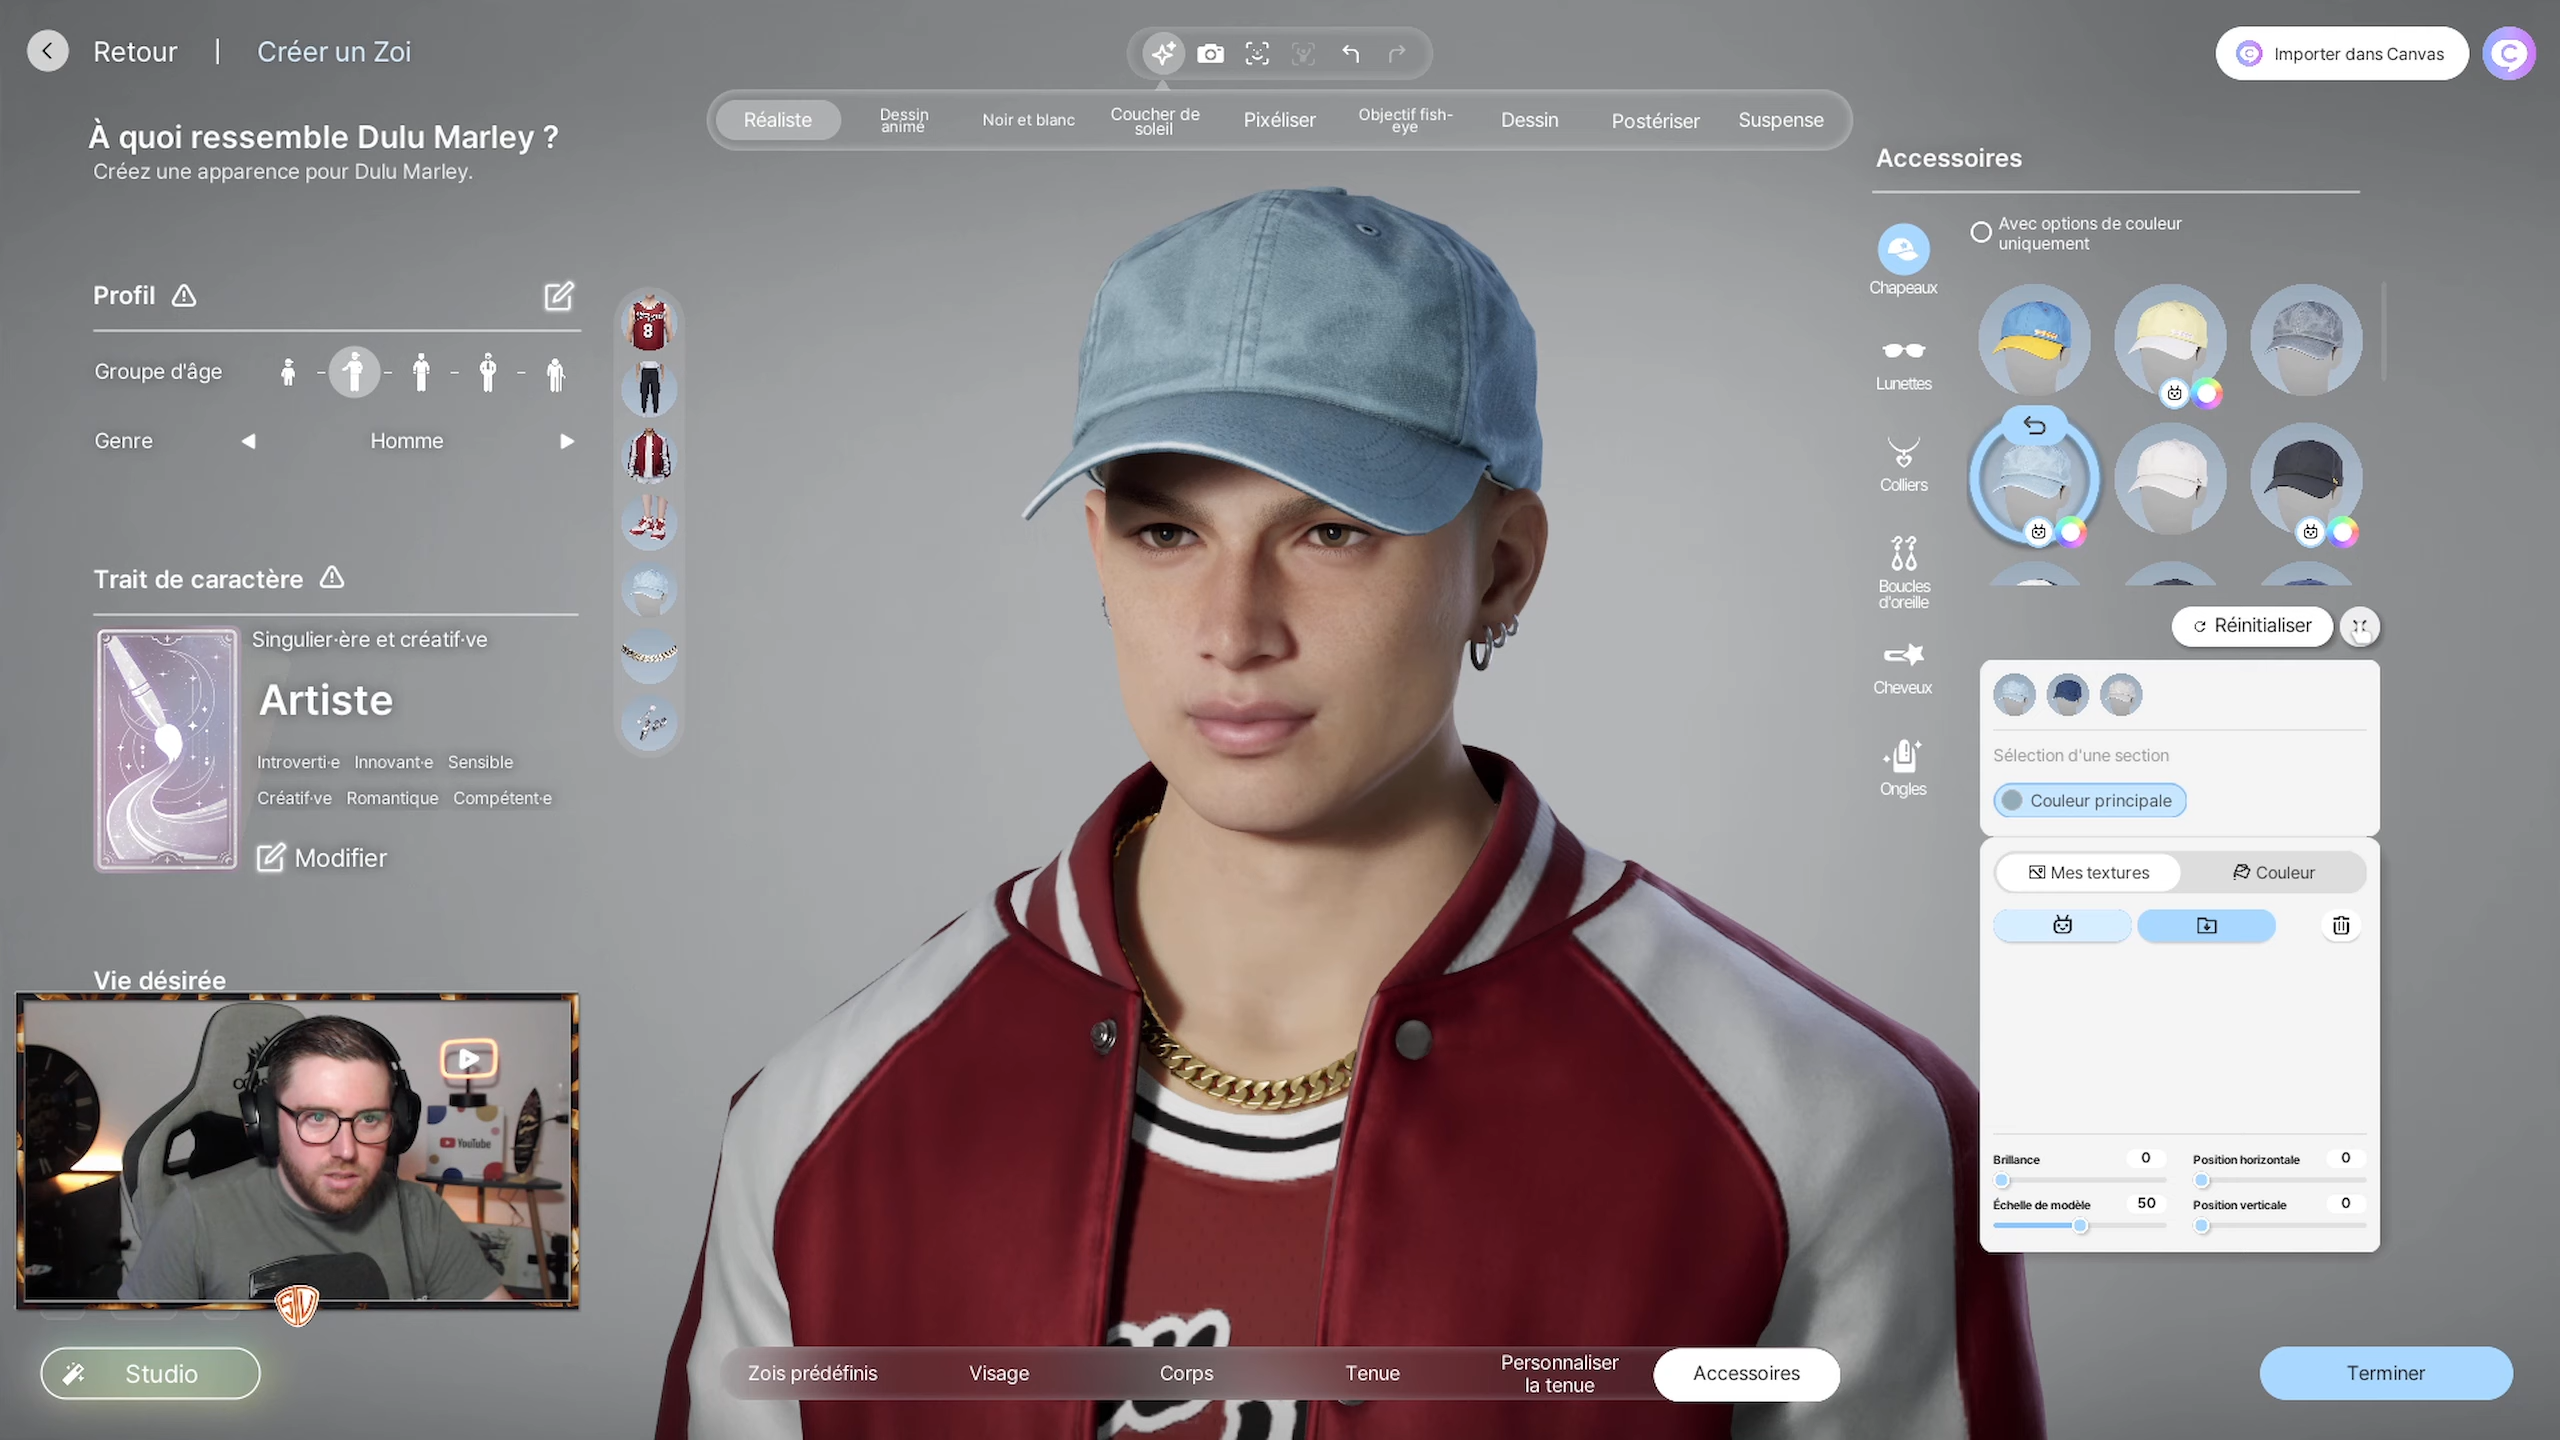 Retour | Créer un Zoi
Importer dans Canvas
À quoi ressemble Dulu Marley ?
Créez une apparence pour Dulu Marley.
Réaliste
Dessin
animé
Noir et blanc
Coucher de
soleil
Pixéliser
Objectif fish-
eye
Dessin
Postériser
Suspense
Profil
Groupe d'âge
Genre
Homme
Trait de caractère
Singulier·ère et créatif·ve
Artiste
Introverti·e Innovant·e Sensible
Créatif·ve Romantique Compétent·e
Modifier
Vie désirée
YouTube
Studio
8
Accessoires
Avec options de couleur
uniquement
Chapeaux
Lunettes
Colliers
Boucles
d'oreille
Cheveux
Ongles
Réinitialiser
Sélection d'une section
Couleur principale
Mes textures
Couleur
Brillance 0
Position horizontale 0
Échelle de modèle 50
Position verticale 0
Zois prédéfinis
Visage
Corps
Tenue
Personnaliser
la tenue
Accessoires
Terminer